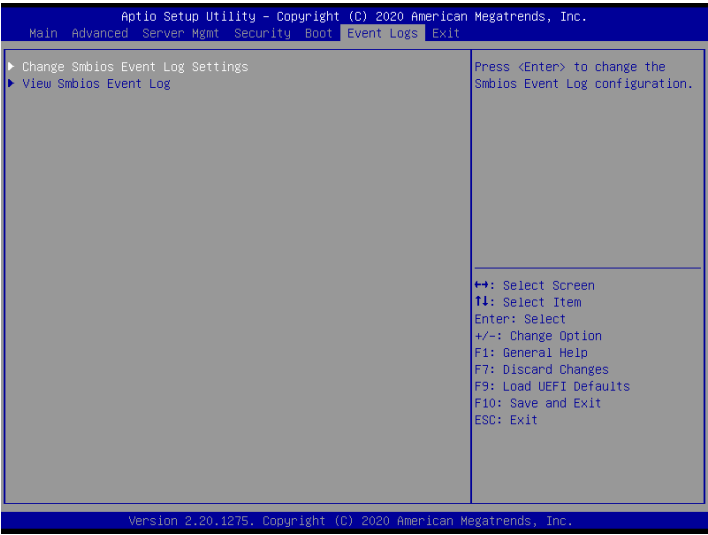 Aptio Setup Utility – Copyright (C) 2020 American Megatrends, Inc.
Main Advanced Server Mgmt Security Boot Event Logs Exit
▶ Change Smbios Event Log Settings
▶ View Smbios Event Log
Press <Enter> to change the
Smbios Event Log configuration.
↔: Select Screen
↑↓: Select Item
Enter: Select
+/-: Change Option
F1: General Help
F7: Discard Changes
F9: Load UEFI Defaults
F10: Save and Exit
ESC: Exit
Version 2.20.1275. Copyright (C) 2020 American Megatrends, Inc.